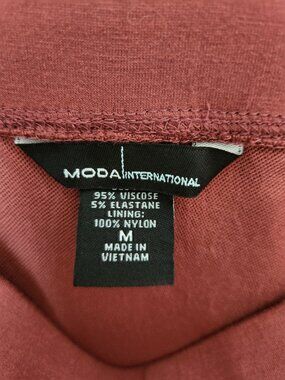 MODA INTERNATIONAL
95% VISCOSE
5% ELASTANE
LINING:
100% NYLON
M
MADE IN
VIETNAM